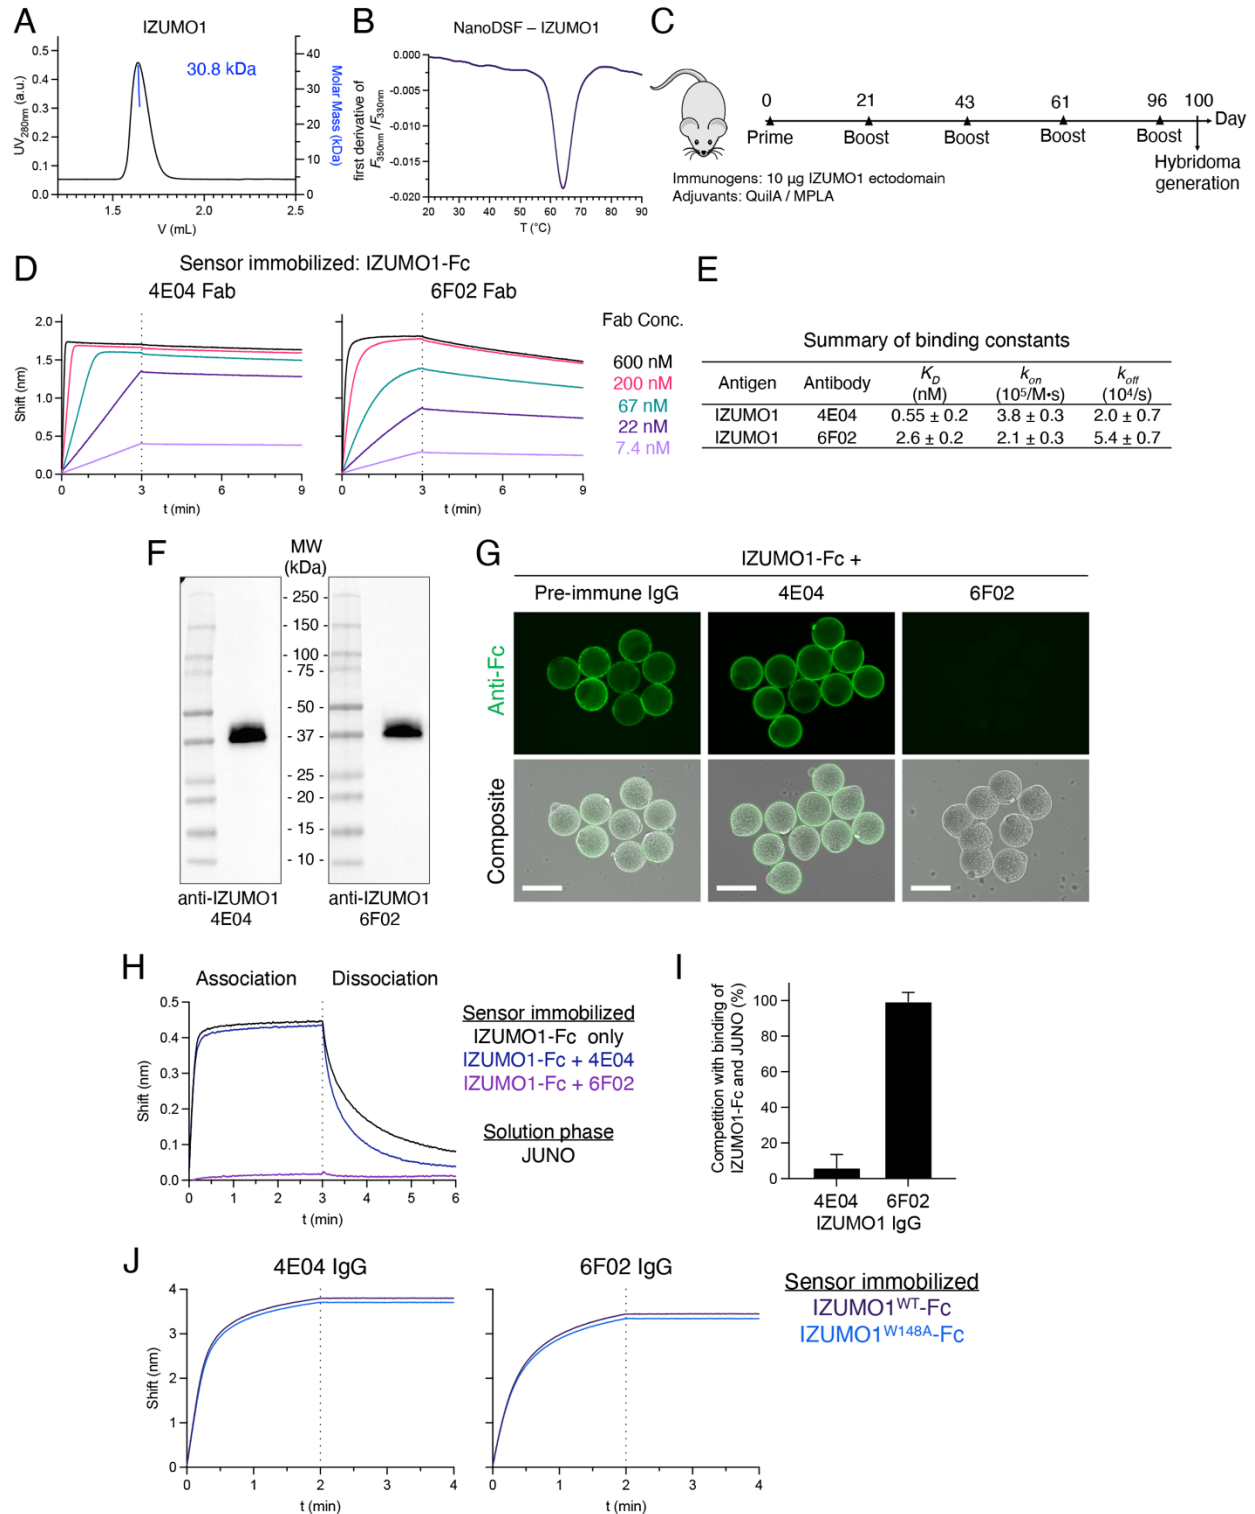 A
IZUMO1
30.8 kDa
UV280nm (a.u.)
Molar Mass (kDa)
0.5
0.4
0.3
0.2
0.1
0.0
40
30
20
10
0
1.5
2.0
2.5
V (mL)
B
NanoDSF – IZUMO1
first derivative of
F350nm /F330nm
0.000
-0.005
-0.010
-0.015
-0.020
20 30 40 50 60 70 80 90
T (°C)
C
0 21 43 61 96 100
Day
Prime Boost Boost Boost Boost
Hybridoma
generation
Immunogens: 10 µg IZUMO1 ectodomain
Adjuvants: QuilA / MPLA
D
Sensor immobilized: IZUMO1-Fc
4E04 Fab
6F02 Fab
Shift (nm)
2.0
1.5
1.0
0.5
0.0
0 3 6 9
t (min)
0 3 6 9
t (min)
Fab Conc.
600 nM
200 nM
67 nM
22 nM
7.4 nM
E
Summary of binding constants
Antigen Antibody KD (nM) kon (10⁵/M•s) koff (10⁴/s)
IZUMO1 4E04 0.55 ± 0.2 3.8 ± 0.3 2.0 ± 0.7
IZUMO1 6F02 2.6 ± 0.2 2.1 ± 0.3 5.4 ± 0.7
F
MW
(kDa)
- 250 -
- 150 -
- 100 -
- 75 -
- 50 -
- 37 -
- 25 -
- 20 -
- 15 -
- 10 -
anti-IZUMO1
4E04
anti-IZUMO1
6F02
G
IZUMO1-Fc +
Pre-immune IgG
4E04
6F02
Anti-Fc
Composite
H
Association
Dissociation
Shift (nm)
0.5
0.4
0.3
0.2
0.1
0.0
0 1 2 3 4 5 6
t (min)
Sensor immobilized
IZUMO1-Fc only
IZUMO1-Fc + 4E04
IZUMO1-Fc + 6F02
Solution phase
JUNO
I
Competition with binding of
IZUMO1-Fc and JUNO (%)
100
80
60
40
20
0
4E04 6F02
IZUMO1 IgG
J
4E04 IgG
6F02 IgG
Shift (nm)
4
3
2
1
0
0 1 2 3 4
t (min)
0 1 2 3 4
t (min)
Sensor immobilized
IZUMO1WT-Fc
IZUMO1W148A-Fc